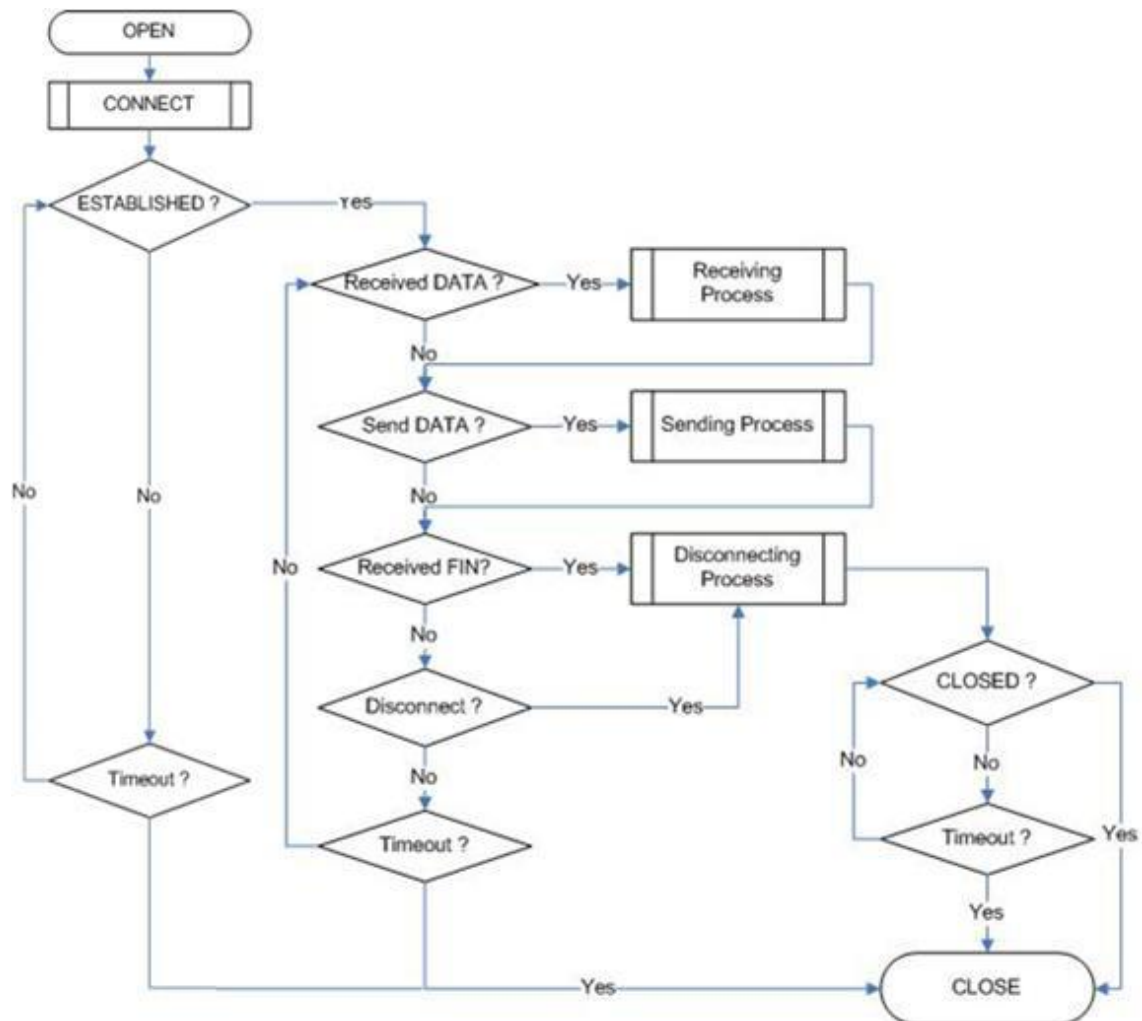 OPEN
CONNECT
ESTABLISHED ?
Yes
Received DATA ?
Yes
Receiving
Process
No
Send DATA ?
Yes
Sending Process
No
No
No
Received FIN?
Yes
Disconnecting
Process
No
No
CLOSED ?
Disconnect ?
Yes
No
No
Timeout ?
No
Timeout ?
Timeout ?
Yes
Yes
Yes
CLOSE